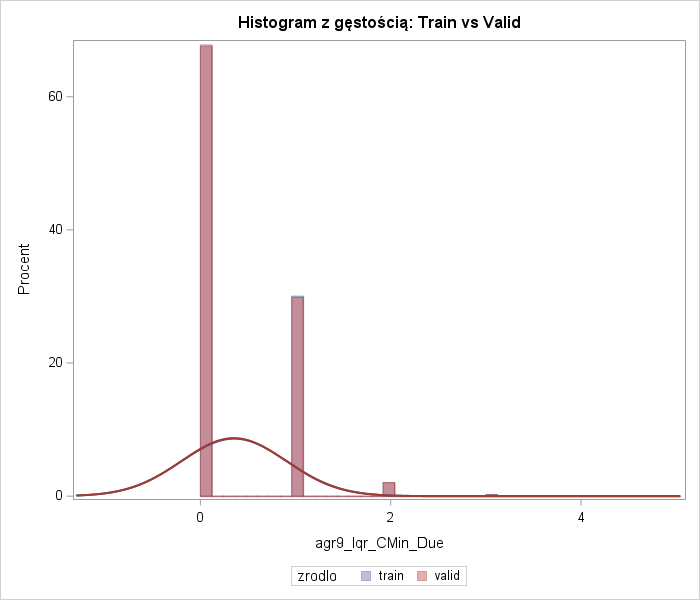 Histogram z gęstością: Train vs Valid
60
40
20
0
Procent
0
2
4
agr9_Iqr_CMin_Due
zrodlo train valid